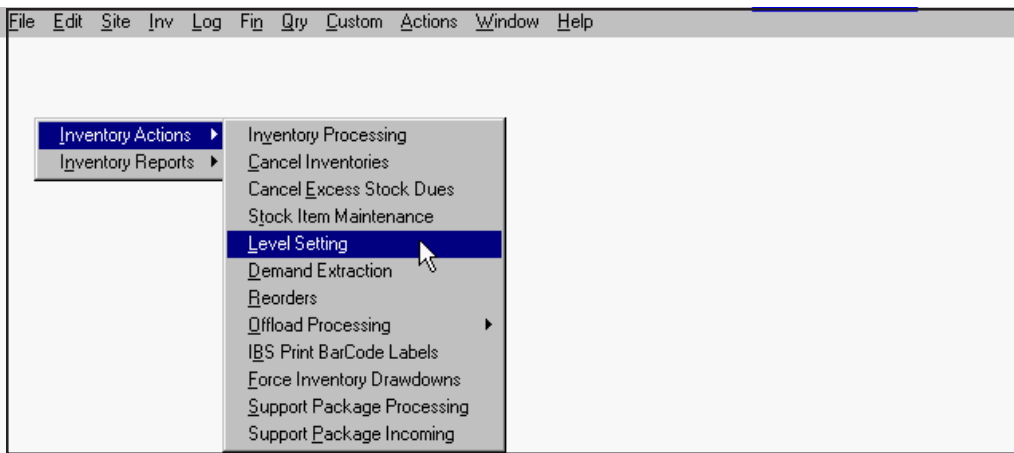 File Edit Site Inv Log Fin Qry Custom Actions Window Help
Inventory Actions
Inventory Reports
Inventory Processing
Cancel Inventories
Cancel Excess Stock Dues
Stock Item Maintenance
Level Setting
Demand Extraction
Reorders
Offload Processing
IBS Print BarCode Labels
Force Inventory Drawdowns
Support Package Processing
Support Package Incoming